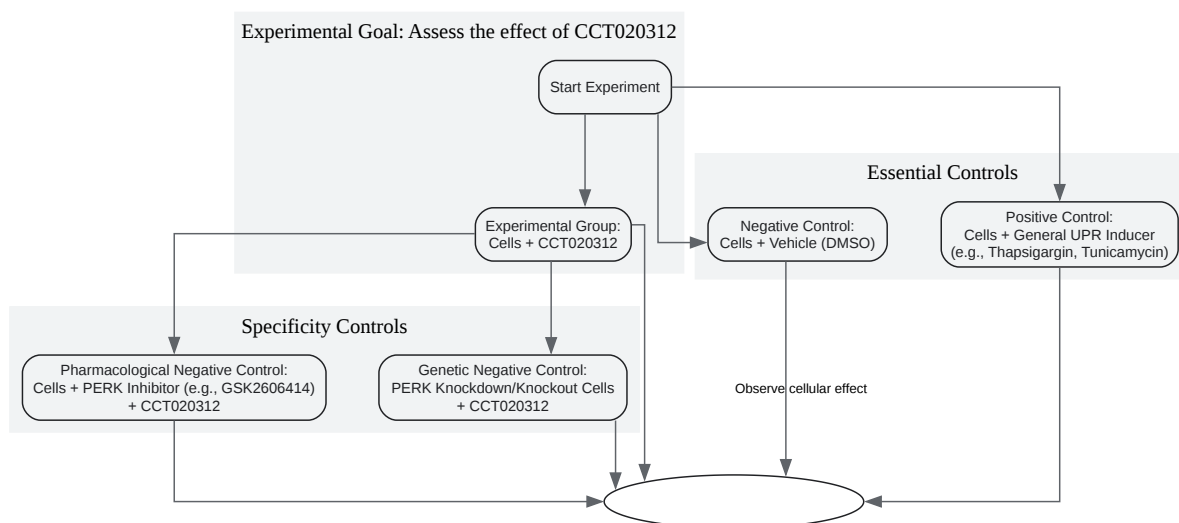 Experimental Goal: Assess the effect of CCT020312
Start Experiment
Essential Controls
Experimental Group:
Cells + CCT020312
Negative Control:
Cells + Vehicle (DMSO)
Positive Control:
Cells + General UPR Inducer
(e.g., Thapsigargin, Tunicamycin)
Specificity Controls
Pharmacological Negative Control:
Cells + PERK Inhibitor (e.g., GSK2606414)
+ CCT020312
Genetic Negative Control:
PERK Knockdown/Knockout Cells
+ CCT020312
Observe cellular effect